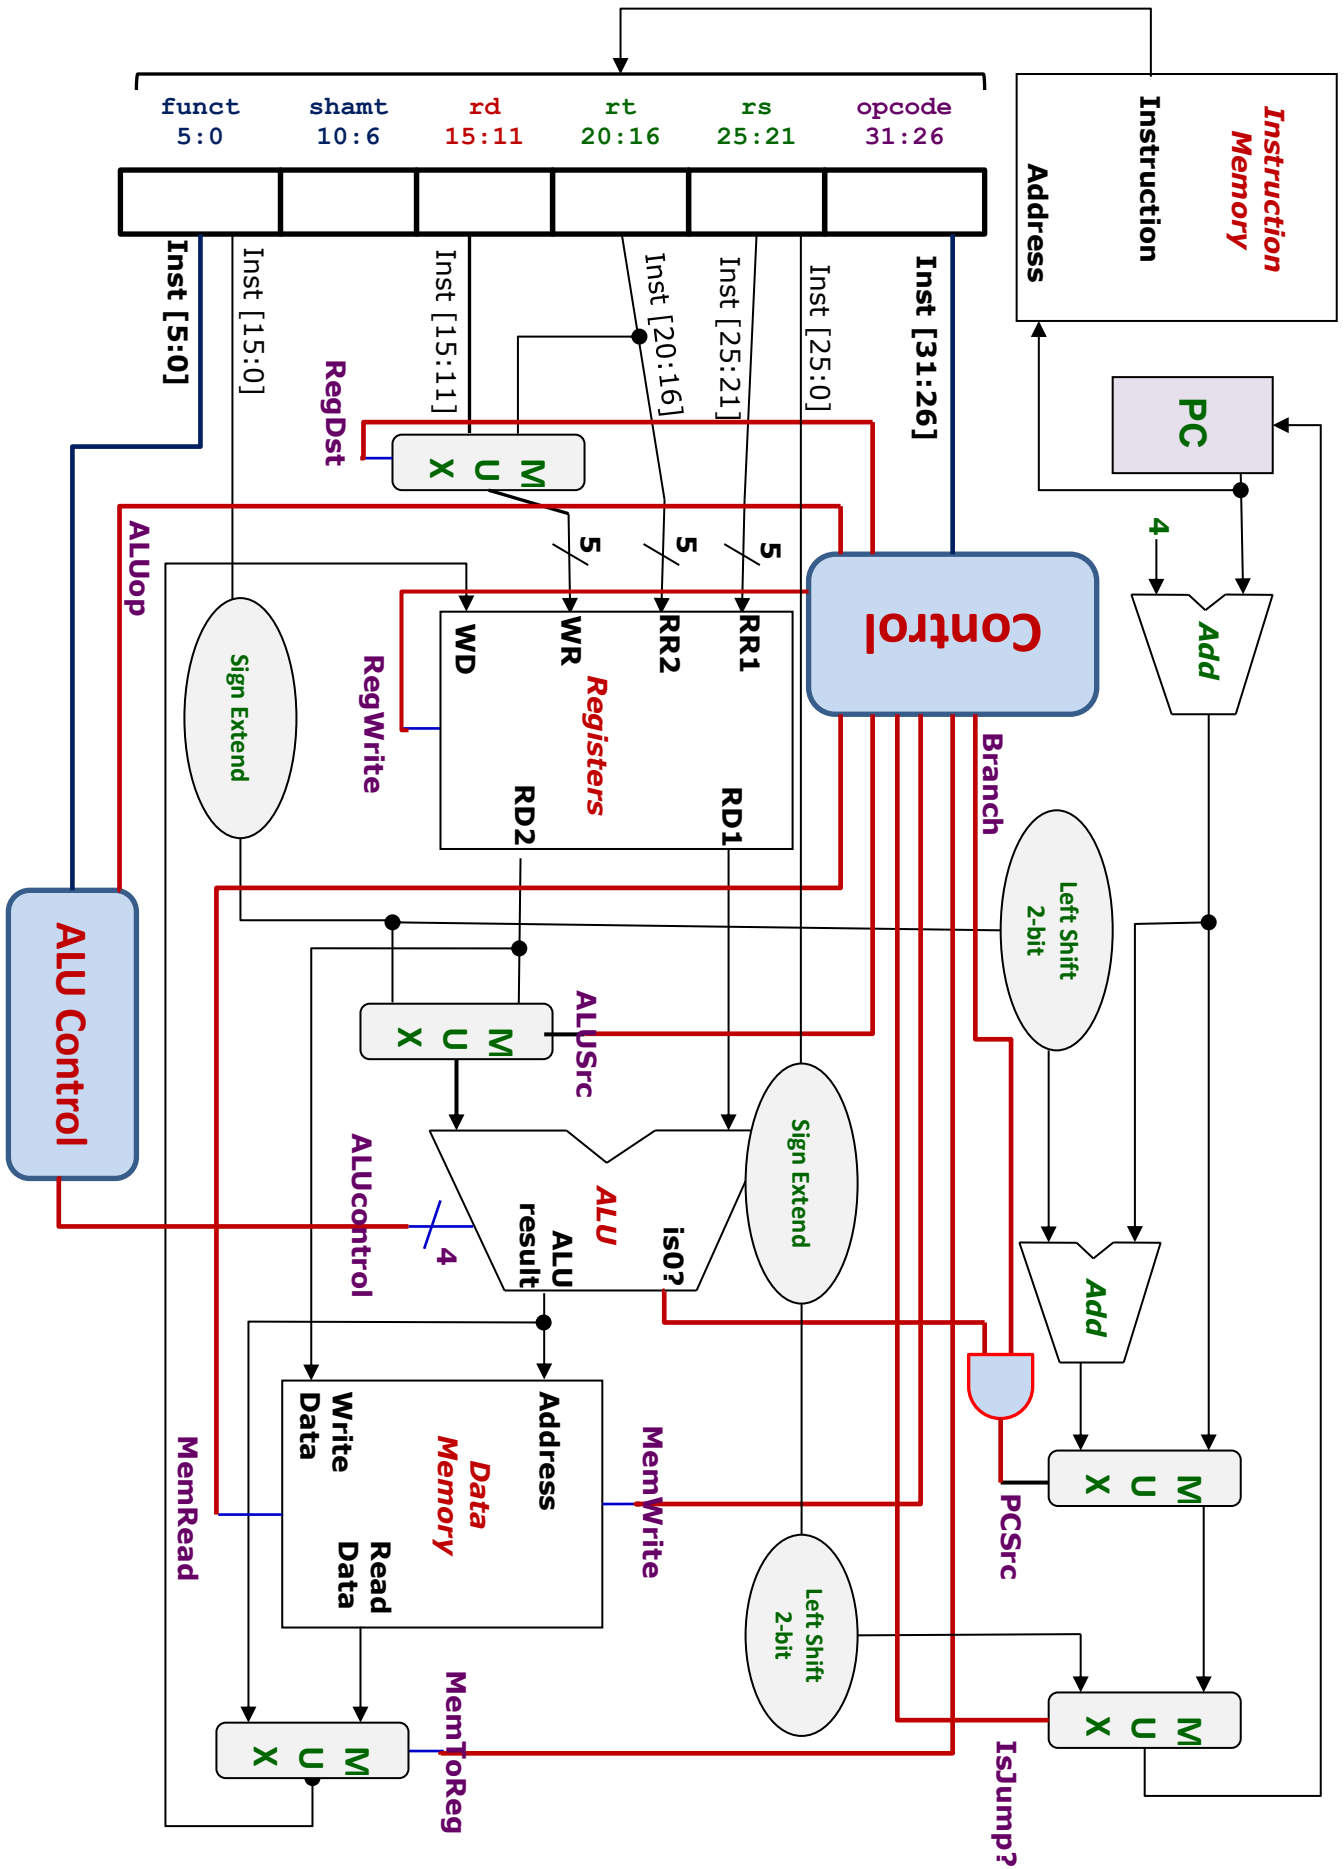 Instruction
Memory
Instruction
Address
funct
5:0
shamt
10:6
rd
15:11
rt
20:16
rs
25:21
opcode
31:26
Inst [5:0]
Inst [15:0]
Inst [15:11]
Inst [20:16]
Inst [25:21]
Inst [25:0]
Inst [31:26]
PC
4
Add
RegDst
MUX
5
5
5
ALUop
Control
Sign Extend
WD
WR
RR2
RR1
Registers
RD2
RD1
RegWrite
Branch
Left Shift
2-bit
ALU Control
MUX
ALUSrc
ALUcontrol
4
ALU
ALU
result
is0?
Sign Extend
Add
Write
Data
Address
Data
Memory
Read
Data
MemRead
MemWrite
MUX
PCSrc
Left Shift
2-bit
MUX
MemToReg
MUX
IsJump?